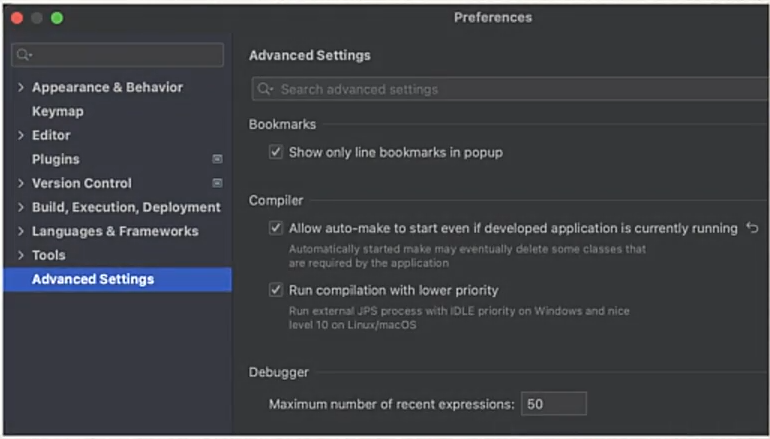 Preferences
Appearance & Behavior
Keymap
Editor
Plugins
Version Control
Build, Execution, Deployment
Languages & Frameworks
Tools
Advanced Settings
Advanced Settings
Search advanced settings
Bookmarks
Show only line bookmarks in popup
Compiler
Allow auto-make to start even if developed application is currently running
Automatically started make may eventually delete some classes that
are required by the application
Run compilation with lower priority
Run external JPS process with IDLE priority on Windows and nice
level 10 on Linux/macOS
Debugger
Maximum number of recent expressions: 50